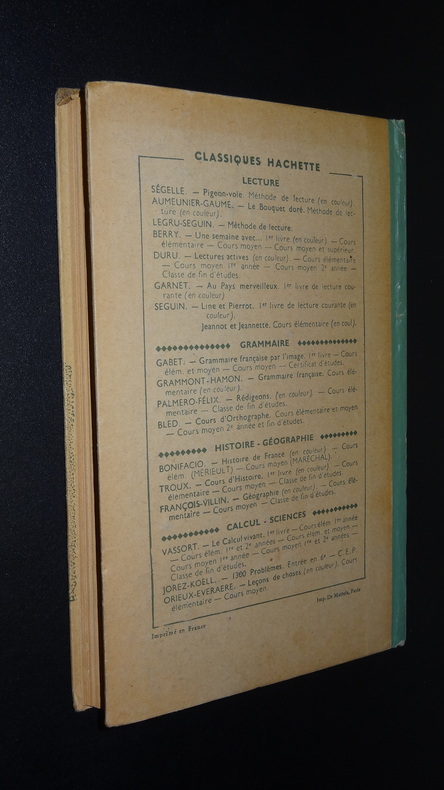 CLASSIQUES HACHETTE
LECTURE
SÉGELLE. — Pigeon-vole. Méthode de lecture (en couleur).
AUMEUNIER-GAUME. — Le Bouquet doré. Méthode de lec-
ture (en couleur).
LEGRU-SEGUIN. — Méthode de lecture.
BERRY. — Une semaine avec... 1er livre (en couleur). — Cours
élémentaire — Cours moyen — Cours moyen et supérieur.
DURU. — Lectures actives (en couleur). — Cours élémentaire
— Cours moyen 1re année — Cours moyen 2e année —
Classe de fin d'études.
GARNET. — Au Pays merveilleux. 1er livre de lecture cou-
rante (en couleur)
SEGUIN. — Line et Pierrot. 1er livre de lecture courante (en
couleur).
Jeannot et Jeannette. Cours élémentaire (en coul).
GRAMMAIRE
GABET. — Grammaire française par l'image. 1er livre — Cours
élém. et moyen — Cours moyen — Certificat d'études.
GRAMMONT-HAMON. — Grammaire française. Cours élé-
mentaire (en couleur).
PALMERO-FÉLIX. — Rédigeons. (en couleur) — Cours élé-
mentaire — Classe de fin d'études.
BLED. — Cours d'Orthographe. Cours élémentaire et moyen
— Cours moyen 2e année et fin d'études.
HISTOIRE - GÉOGRAPHIE
BONIFACIO. — Histoire de France (en couleur) — Cours
élém. (MÉRIEULT) — Cours moyen (MARÉCHAL).
TROUX. — Cours d'Histoire. 1er livre (en couleur) — Cours
élémentaire — Cours moyen — Classe de fin d'études.
FRANÇOIS-VILLIN. — Géographie (en couleur). — Cours élé-
mentaire — Cours moyen — Classe de fin d'études.
CALCUL - SCIENCES
VASSORT. — Le Calcul vivant. 1er livre — Cours élém. 1re année
— Cours élém. 1re et 2e années — Cours élém. et moyen —
Cours moyen 1re année — Cours moyen 1re et 2e années —
Classe de fin d'études.
JOREZ-KOELL. — 1300 Problèmes. Entrée en 6e — C.E.P.
ORIEUX-EVERAERE. — Leçons de choses (en couleur). Cours
élémentaire — Cours moyen.
Imprimé en France
Imp. Paris